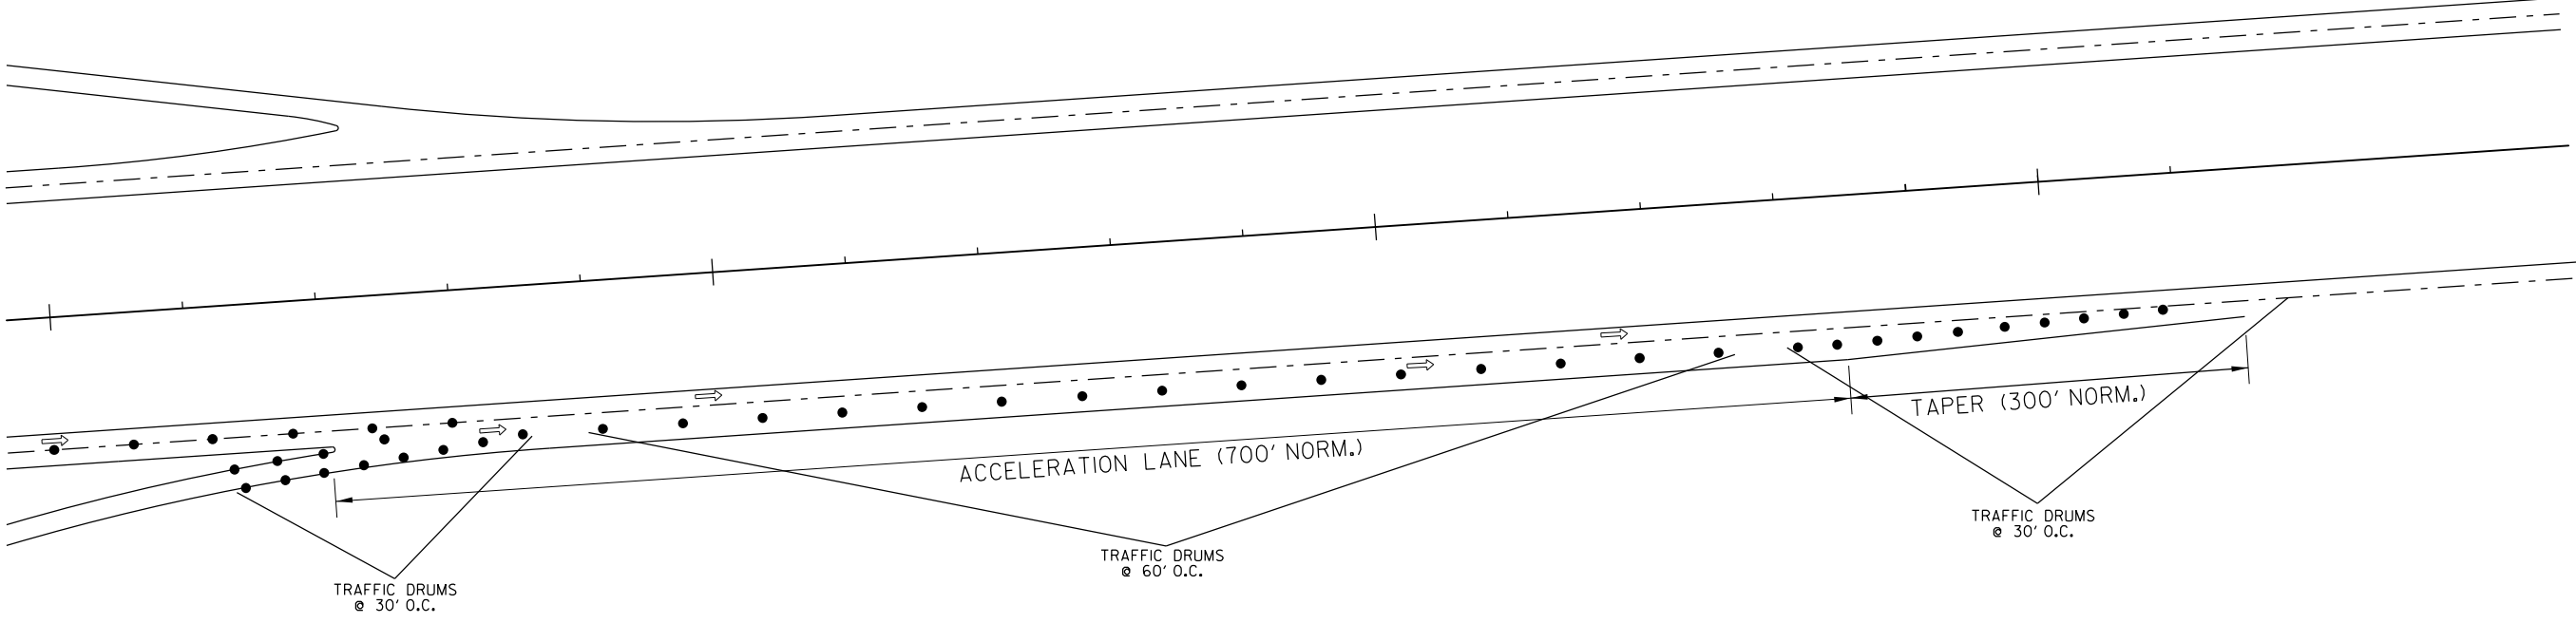 ACCELERATION LANE (700' NORM.)
TAPER (300' NORM.)
TRAFFIC DRUMS
@ 30' O.C.
TRAFFIC DRUMS
@ 60' O.C.
TRAFFIC DRUMS
@ 30' O.C.